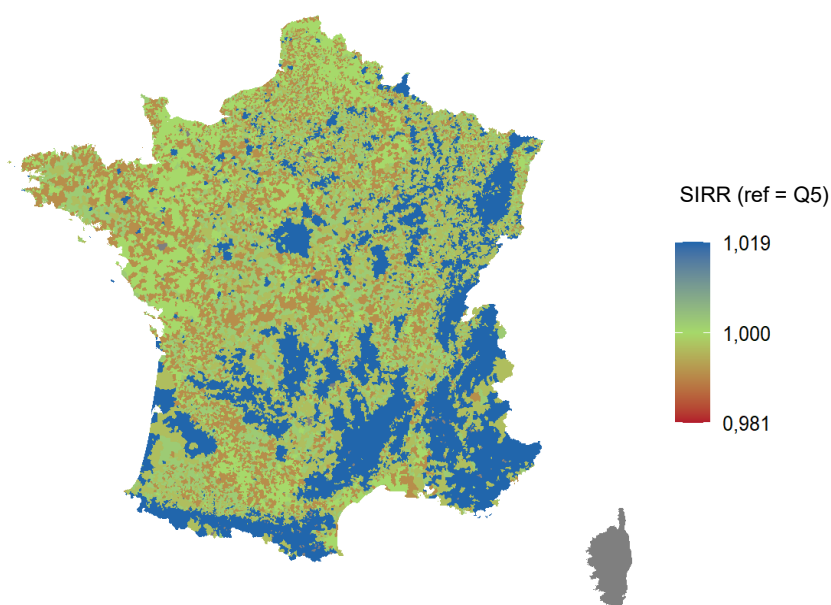 SIRR (ref = Q5)
1,019
1,000
0,981